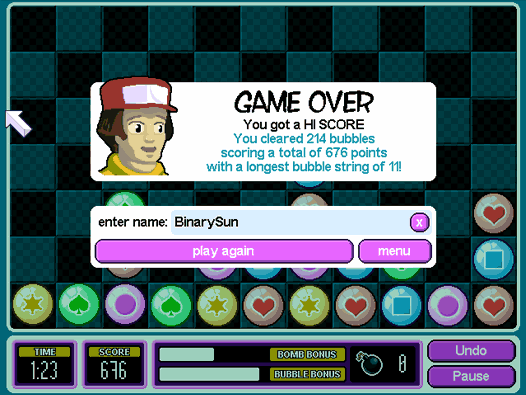 GAME OVER
You got a HI SCORE
You cleared 214 bubbles
scoring a total of 676 points
with a longest bubble string of 11!
enter name: BinarySun x
play again menu
TIME SCORE BOMB BONUS Undo
1:23 676 BUBBLE BONUS 0 Pause